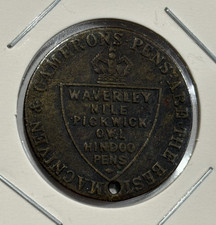 MACNIVEN & CAMERONS PENS ARE THE BEST
WAVERLEY
NILE
PICKWICK
OWL
HINDOO
PENS